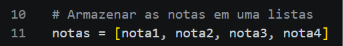 10 # Armazenar as notas em uma listas
11 notas = [nota1, nota2, nota3, nota4]